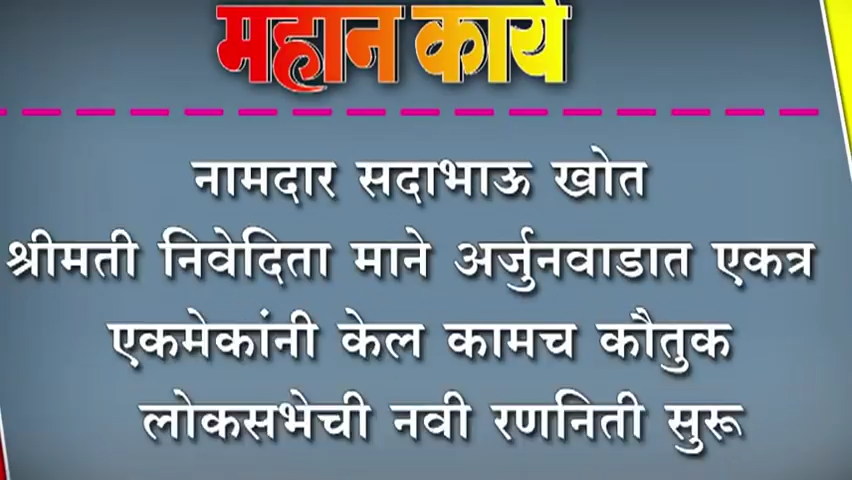 महान कार्य
नामदार सदाभाऊ खोत
श्रीमती निवेदिता माने अर्जुनवाडात एकत्र
एकमेकांनी केल कामच कौतुक
लोकसभेची नवी रणनिती सुरू